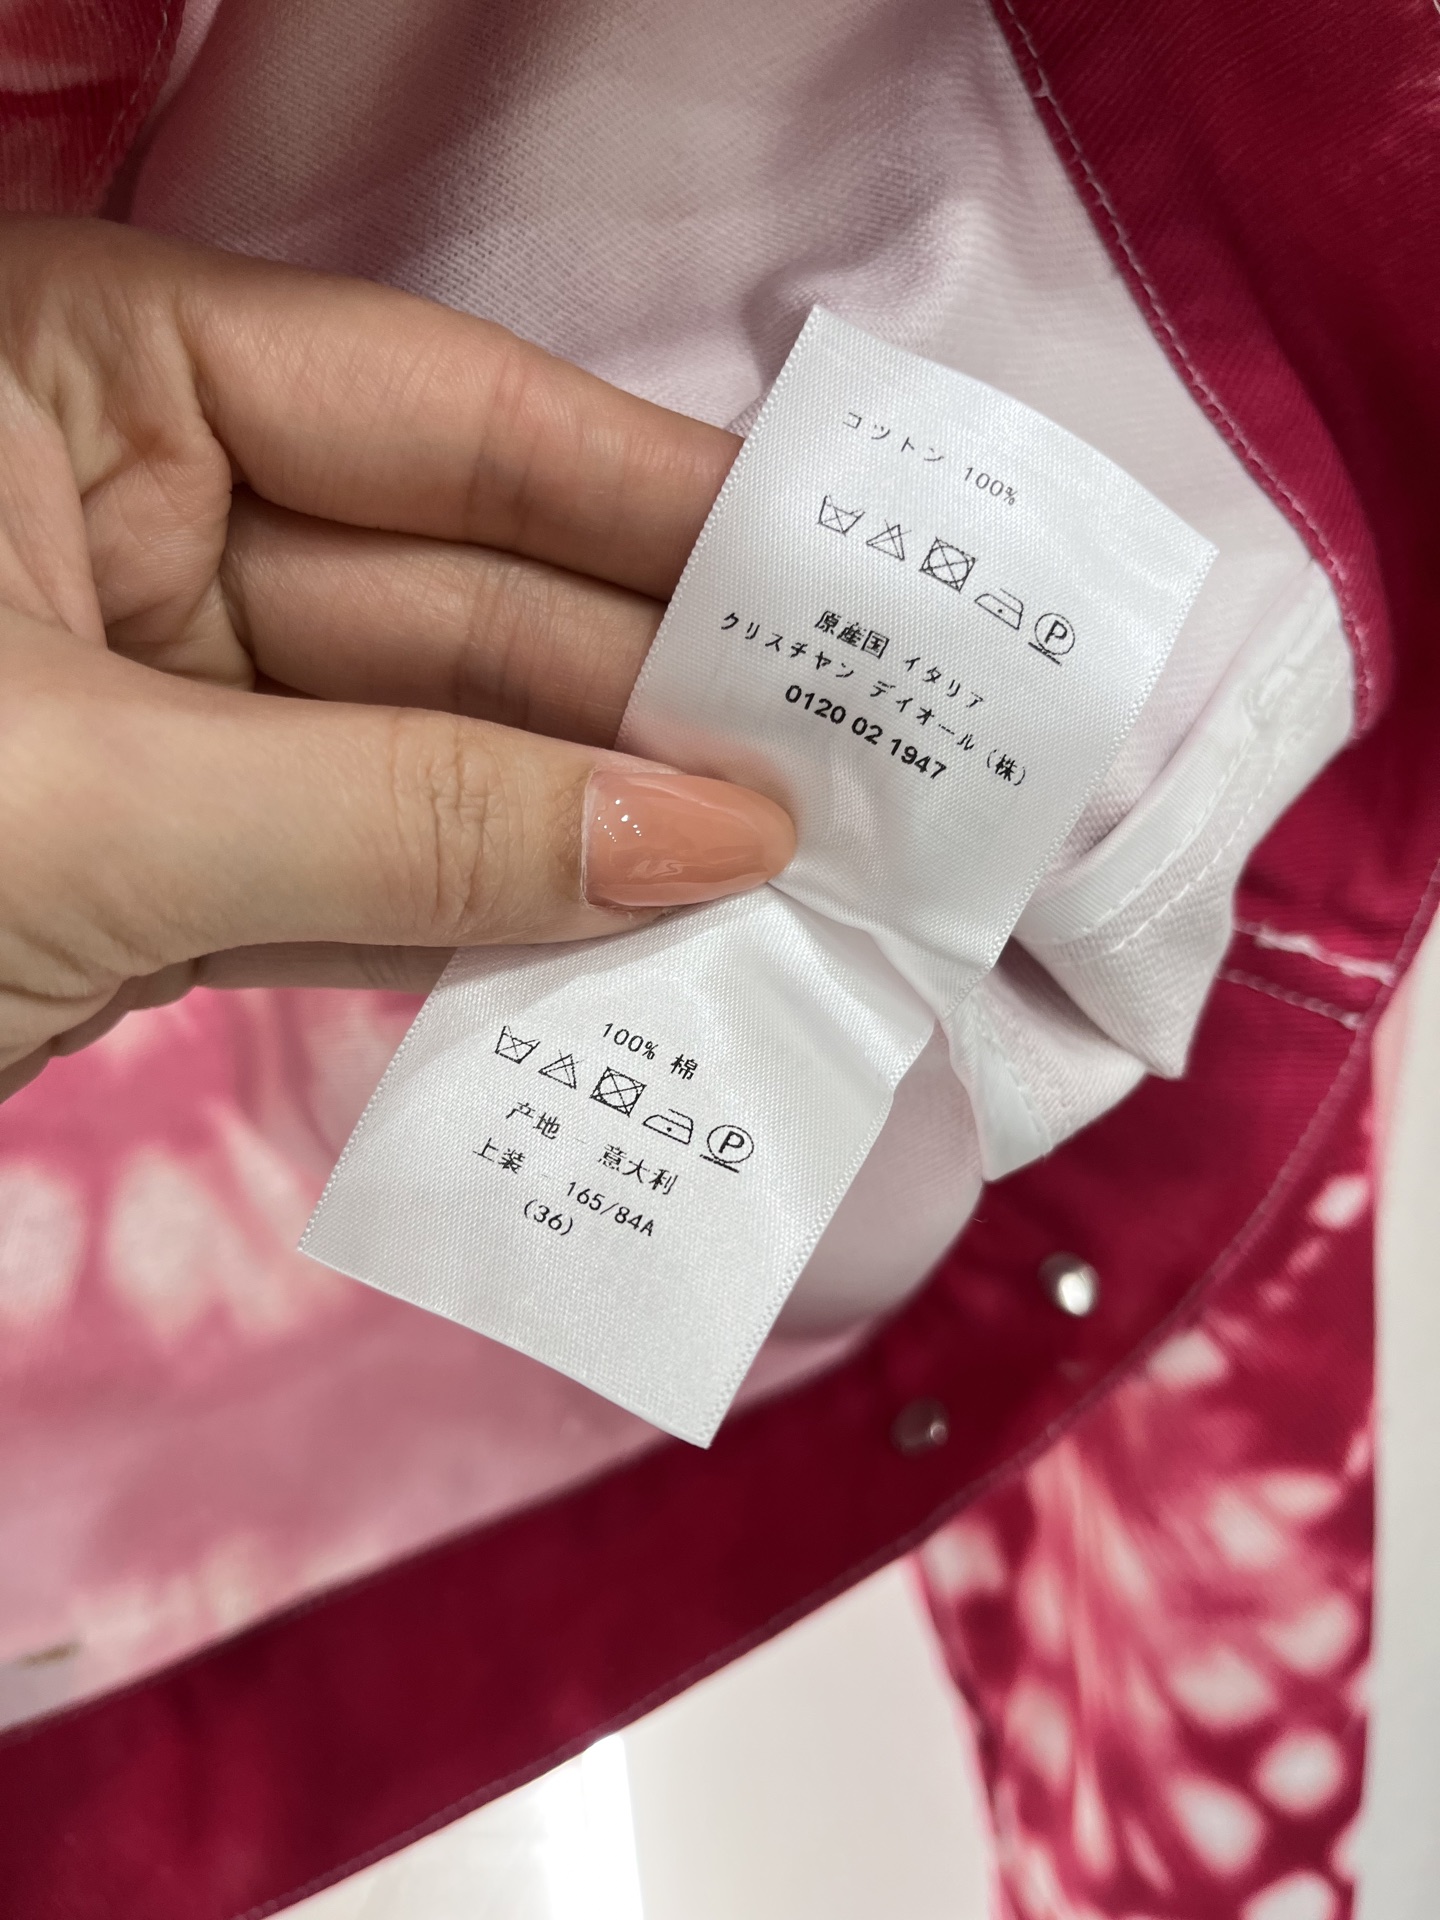 コットン 100%
P
原産国 イタリア
クリスチャン ディオール (株)
0120 02 1947
100% 棉
P
产地 意大利
上装 165/84A
(36)